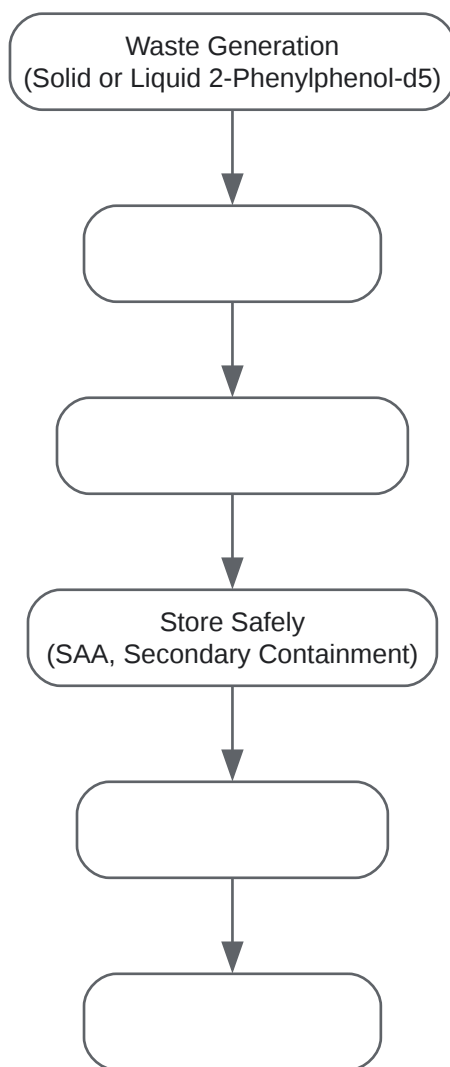 Waste Generation
(Solid or Liquid 2-Phenylphenol-d5)
Store Safely
(SAA, Secondary Containment)